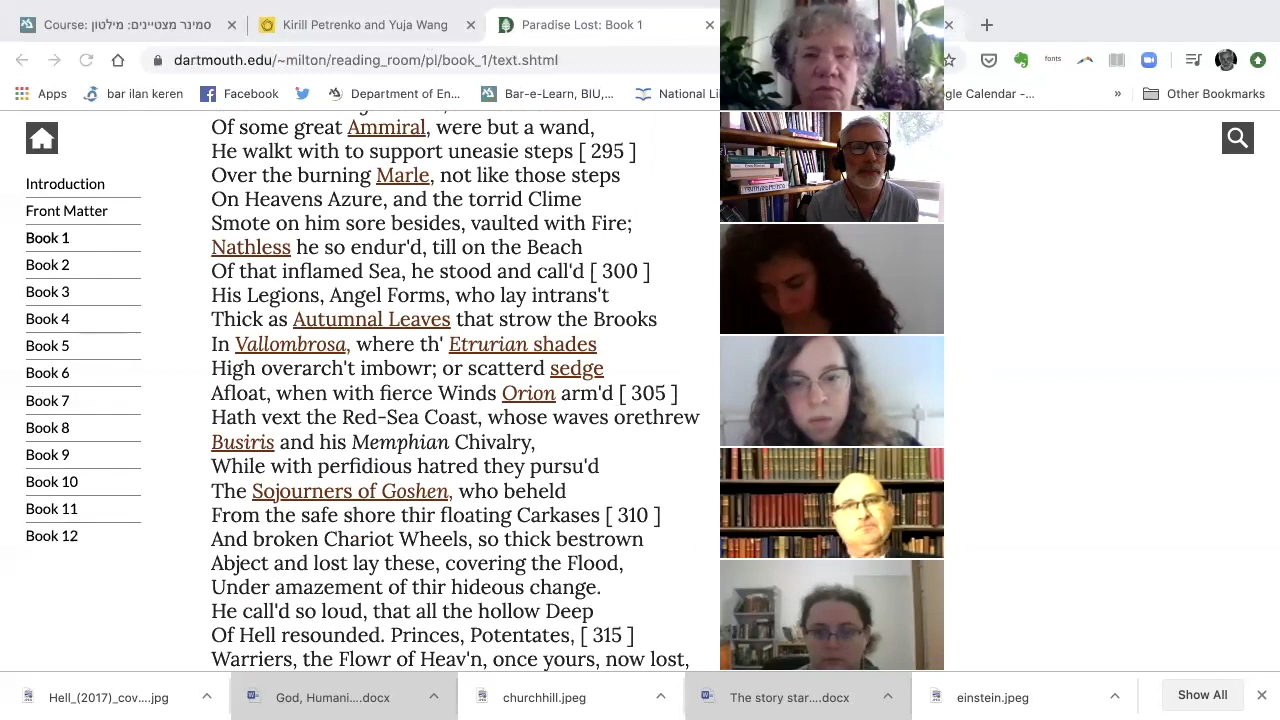 Course: סמינר מצטיינים: מילטון
Kirill Petrenko and Yuja Wang
Paradise Lost: Book 1
dartmouth.edu/~milton/reading_room/pl/book_1/text.shtml
fonts
Apps
bar ilan keren
Facebook
Department of En...
Bar-e-Learn, BIU,...
National Li
gle Calendar -...
»
Other Bookmarks
Introduction
Front Matter
Book 1
Book 2
Book 3
Book 4
Book 5
Book 6
Book 7
Book 8
Book 9
Book 10
Book 11
Book 12
Of some great Ammiral, were but a wand,
He walkt with to support uneasie steps [ 295 ]
Over the burning Marle, not like those steps
On Heavens Azure, and the torrid Clime
Smote on him sore besides, vaulted with Fire;
Nathless he so endur'd, till on the Beach
Of that inflamed Sea, he stood and call'd [ 300 ]
His Legions, Angel Forms, who lay intrans't
Thick as Autumnal Leaves that strow the Brooks
In Vallombrosa, where th' Etrurian shades
High overarch't imbowr; or scatterd sedge
Afloat, when with fierce Winds Orion arm'd [ 305 ]
Hath vext the Red-Sea Coast, whose waves orethrew
Busiris and his Memphian Chivalry,
While with perfidious hatred they pursu'd
The Sojourners of Goshen, who beheld
From the safe shore thir floating Carkases [ 310 ]
And broken Chariot Wheels, so thick bestrown
Abject and lost lay these, covering the Flood,
Under amazement of thir hideous change.
He call'd so loud, that all the hollow Deep
Of Hell resounded. Princes, Potentates, [ 315 ]
Warriers, the Flowr of Heav'n, once yours, now lost,
Hell_(2017)_cov....jpg
God, Humani....docx
churchhill.jpeg
The story star....docx
einstein.jpeg
Show All